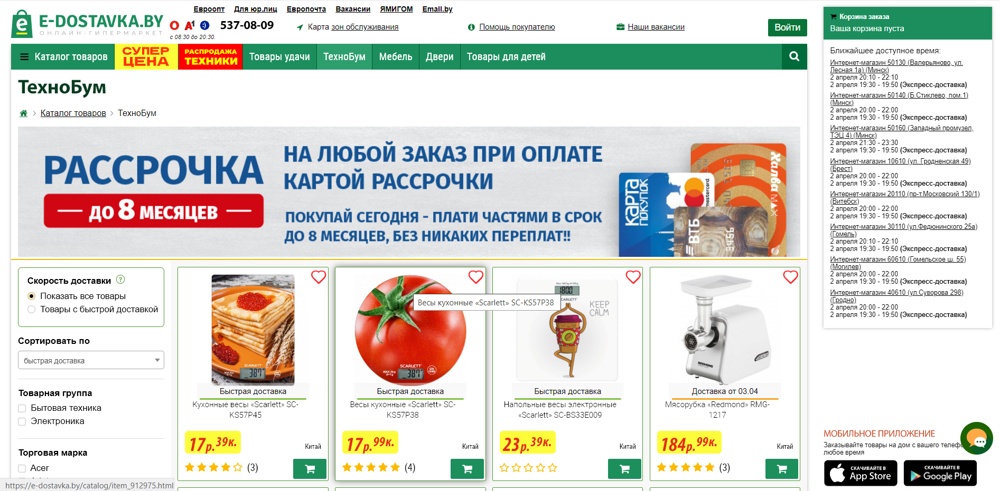 Евроопт Для юр.лиц Европочта Вакансии ЯМИГОМ Emall.by
E-DOSTAVKA.BY
ОНЛАЙН-ГИПЕРМАРКЕТ
A1 537-08-09
с 08:30 до 20:30.
Карта зон обслуживания
Помощь покупателю
Наши вакансии
Войти
Каталог товаров
СУПЕР ЦЕНА
РАСПРОДАЖА ТЕХНИКИ
Товары удачи
ТехноБум
Мебель
Двери
Товары для детей
ТехноБум
Каталог товаров > ТехноБум
РАССРОЧКА
ДО 8 МЕСЯЦЕВ
НА ЛЮБОЙ ЗАКАЗ ПРИ ОПЛАТЕ
КАРТОЙ РАССРОЧКИ
ПОКУПАЙ СЕГОДНЯ - ПЛАТИ ЧАСТЯМИ В СРОК
ДО 8 МЕСЯЦЕВ, БЕЗ НИКАКИХ ПЕРЕПЛАТ!!
КАРТА ПОКУПОК
mastercard
Халва MAX
ВТБ
3456
Скорость доставки ?
Показать все товары
Товары с быстрой доставкой
Сортировать по
быстрая доставка
Товарная группа
Бытовая техника
Электроника
Торговая марка
Acer
https://e-dostavka.by/catalog/item_912975.html
SCARLETT
MAX 5kg
d=1g
387
Быстрая доставка
Кухонные весы «Scarlett» SC-
KS57P45
17р.39к.
Китай
(3)
Весы кухонные «Scarlett» SC-KS57P38
SCARLETT
MAX 5kg
d=1g
387
Быстрая доставка
Весы кухонные «Scarlett» SC-
KS57P38
17р.99к.
Китай
(4)
1800
SCARLETT
KEEP
CALM
Быстрая доставка
Напольные весы электронные
«Scarlett» SC-BS33E009
23р.39к.
Китай
REDMOND
Доставка от 03.04
Мясорубка «Redmond» RMG-
1217
184р.99к.
Китай
(3)
Корзина заказа
Ваша корзина пуста
Ближайшее доступное время:
Интернет-магазин 50130 (Валерьяново, ул.
Лесная 1а) (Минск)
2 апреля 20:10 - 22:10
2 апреля 19:30 - 19:50 (Экспресс-доставка)
Интернет-магазин 50140 (Б.Стиклево, пом.1)
(Минск)
2 апреля 20:00 - 22:00
2 апреля 19:30 - 19:50 (Экспресс-доставка)
Интернет-магазин 50160 (Западный промузел,
ТЭЦ 4) (Минск)
2 апреля 21:30 - 23:30
2 апреля 19:30 - 19:50 (Экспресс-доставка)
Интернет-магазин 10610 (ул. Гродненская 49)
(Брест)
2 апреля 20:00 - 22:00
2 апреля 19:30 - 19:50 (Экспресс-доставка)
Интернет-магазин 20110 (пр-т.Московский 130/1)
(Витебск)
2 апреля 20:00 - 22:00
2 апреля 19:30 - 19:50 (Экспресс-доставка)
Интернет-магазин 30110 (ул.Федюнинского 25а)
(Гомель)
2 апреля 20:10 - 22:10
2 апреля 19:30 - 19:50 (Экспресс-доставка)
Интернет-магазин 60610 (Гомельское ш. 55)
(Могилев)
2 апреля 20:00 - 22:00
2 апреля 19:30 - 19:50 (Экспресс-доставка)
Интернет-магазин 40610 (ул.Суворова 298)
(Гродно)
2 апреля 20:00 - 22:00
2 апреля 19:30 - 19:50 (Экспресс-доставка)
МОБИЛЬНОЕ ПРИЛОЖЕНИЕ
Заказывайте товары на дом с вашего
любое время
СКАЧИВАЙТЕ В
App Store
СКАЧИВАЙТЕ В
Google Play